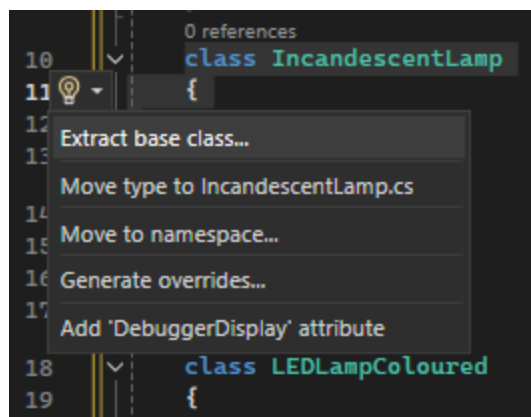 0 references
10 class IncandescentLamp
11 {
12
Extract base class...
13
Move type to IncandescentLamp.cs
14
Move to namespace...
15
16
Generate overrides...
17
Add 'DebuggerDisplay' attribute
18 class LEDLampColoured
19 {